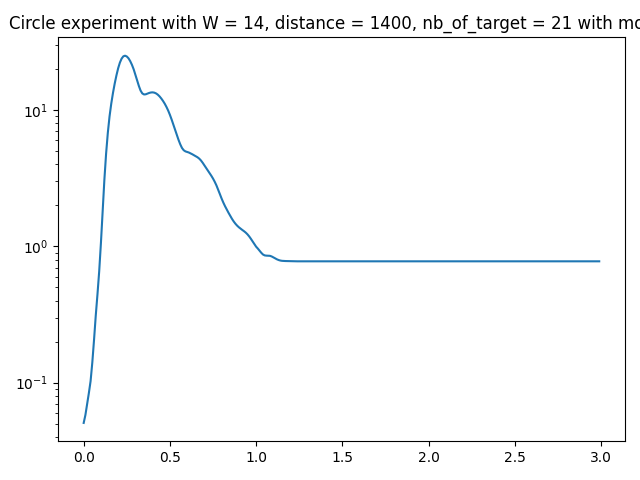 Circle experiment with W = 14, distance = 1400, nb_of_target = 21 with
10¹
10⁰
10⁻¹
0.0 0.5 1.0 1.5 2.0 2.5 3.0